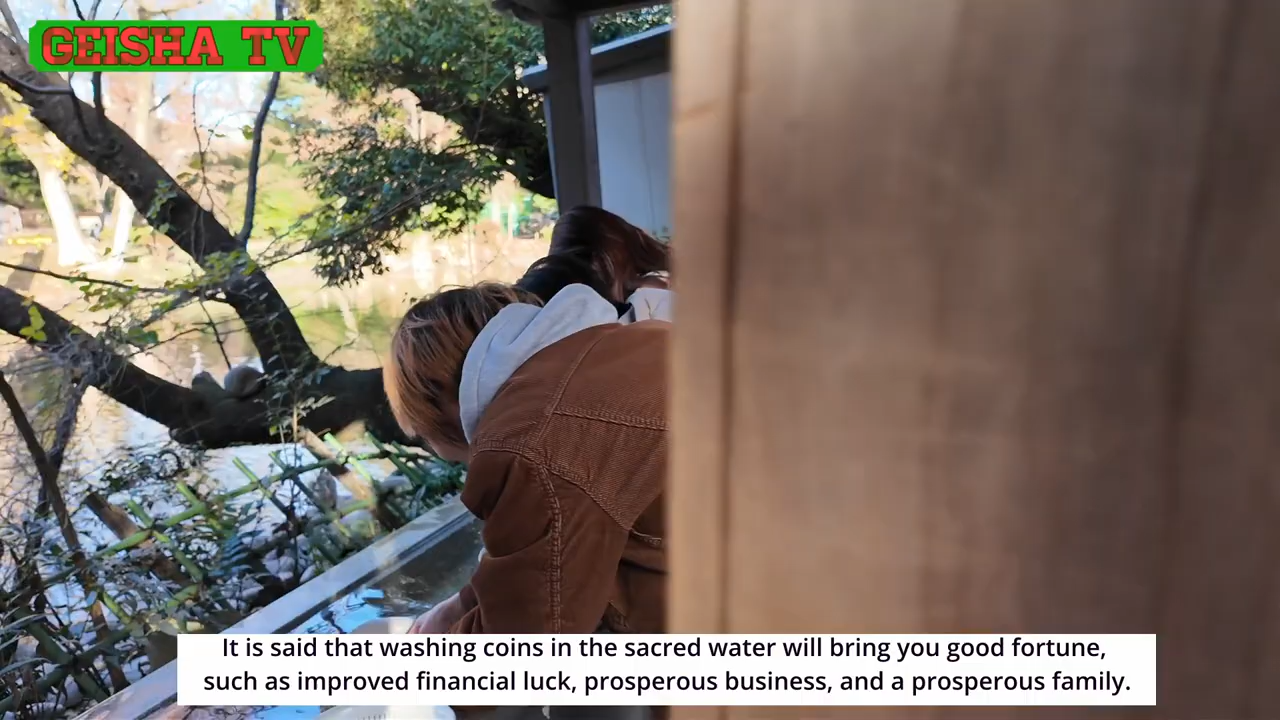 GEISHA TV
It is said that washing coins in the sacred water will bring you good fortune,
such as improved financial luck, prosperous business, and a prosperous family.